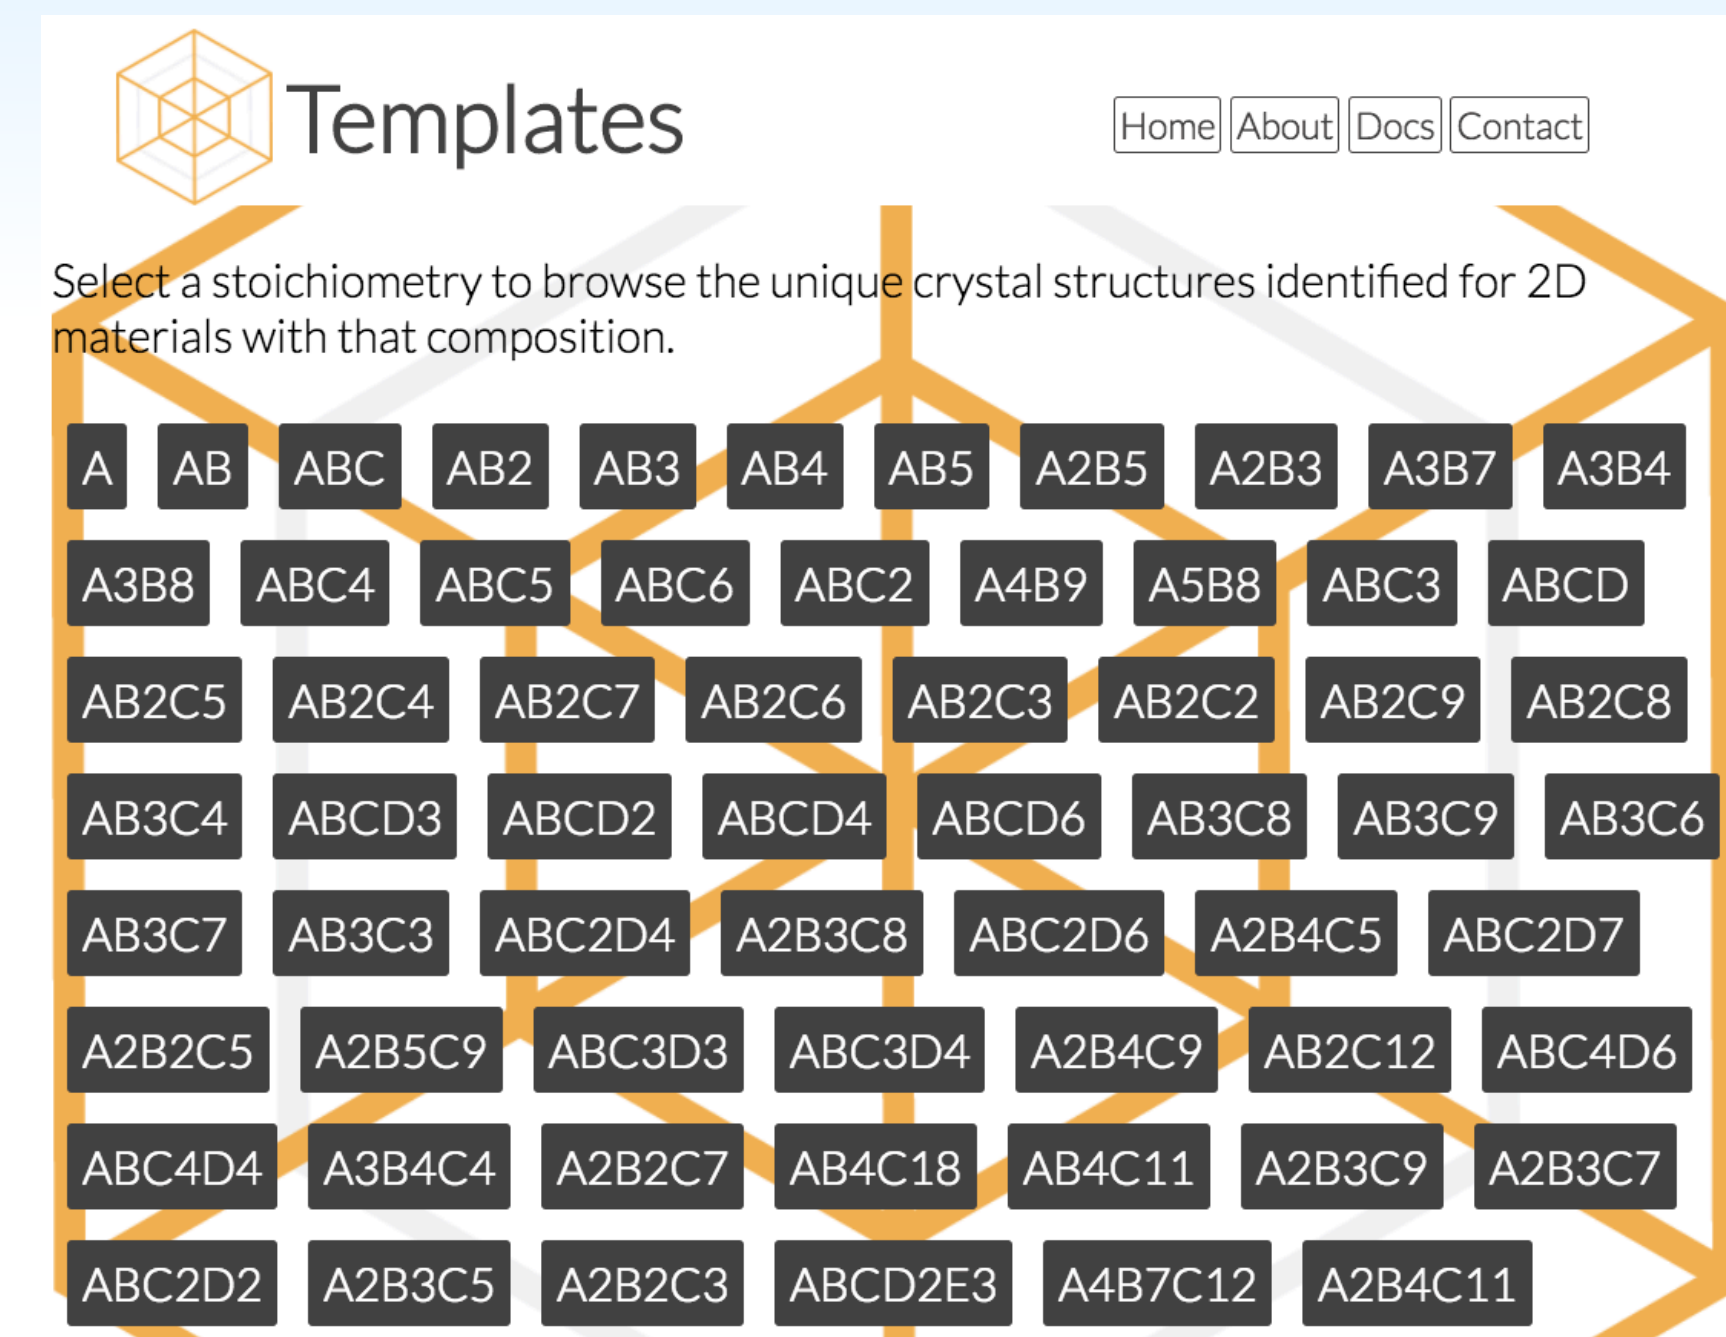 Templates
Home About Docs Contact
Select a stoichiometry to browse the unique crystal structures identified for 2D
materials with that composition.
A AB ABC AB2 AB3 AB4 AB5 A2B5 A2B3 A3B7 A3B4
A3B8 ABC4 ABC5 ABC6 ABC2 A4B9 A5B8 ABC3 ABCD
AB2C5 AB2C4 AB2C7 AB2C6 AB2C3 AB2C2 AB2C9 AB2C8
AB3C4 ABCD3 ABCD2 ABCD4 ABCD6 AB3C8 AB3C9 AB3C6
AB3C7 AB3C3 ABC2D4 A2B3C8 ABC2D6 A2B4C5 ABC2D7
A2B2C5 A2B5C9 ABC3D3 ABC3D4 A2B4C9 AB2C12 ABC4D6
ABC4D4 A3B4C4 A2B2C7 AB4C18 AB4C11 A2B3C9 A2B3C7
ABC2D2 A2B3C5 A2B2C3 ABCD2E3 A4B7C12 A2B4C11